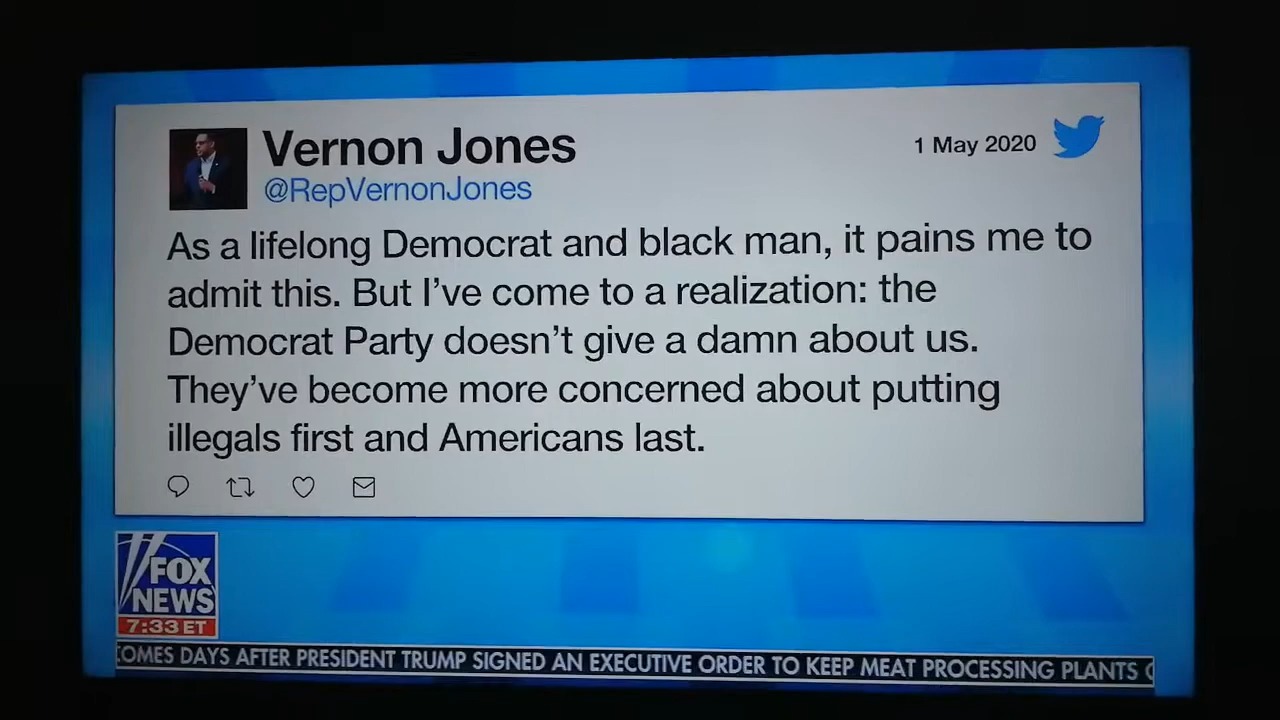 Vernon Jones
@RepVernonJones
1 May 2020
As a lifelong Democrat and black man, it pains me to
admit this. But I've come to a realization: the
Democrat Party doesn't give a damn about us.
They've become more concerned about putting
illegals first and Americans last.
FOX
NEWS
7:33 ET
COMES DAYS AFTER PRESIDENT TRUMP SIGNED AN EXECUTIVE ORDER TO KEEP MEAT PROCESSING PLANTS